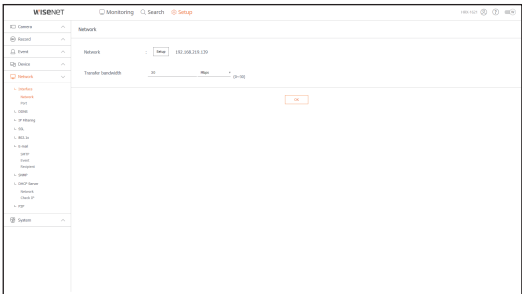 WISENET
Monitoring Search Setup
Camera
Record
Event
Device
Network
Interface
Network
Port
DDNS
IP Filtering
SSL
802.1x
E-mail
SMTP
Event
Recipient
SNMP
DHCP Server
Network
Check IP
P2P
System
Network
Network : Setup 192.168.219.120
Transfer bandwidth 50 Mbps
OK